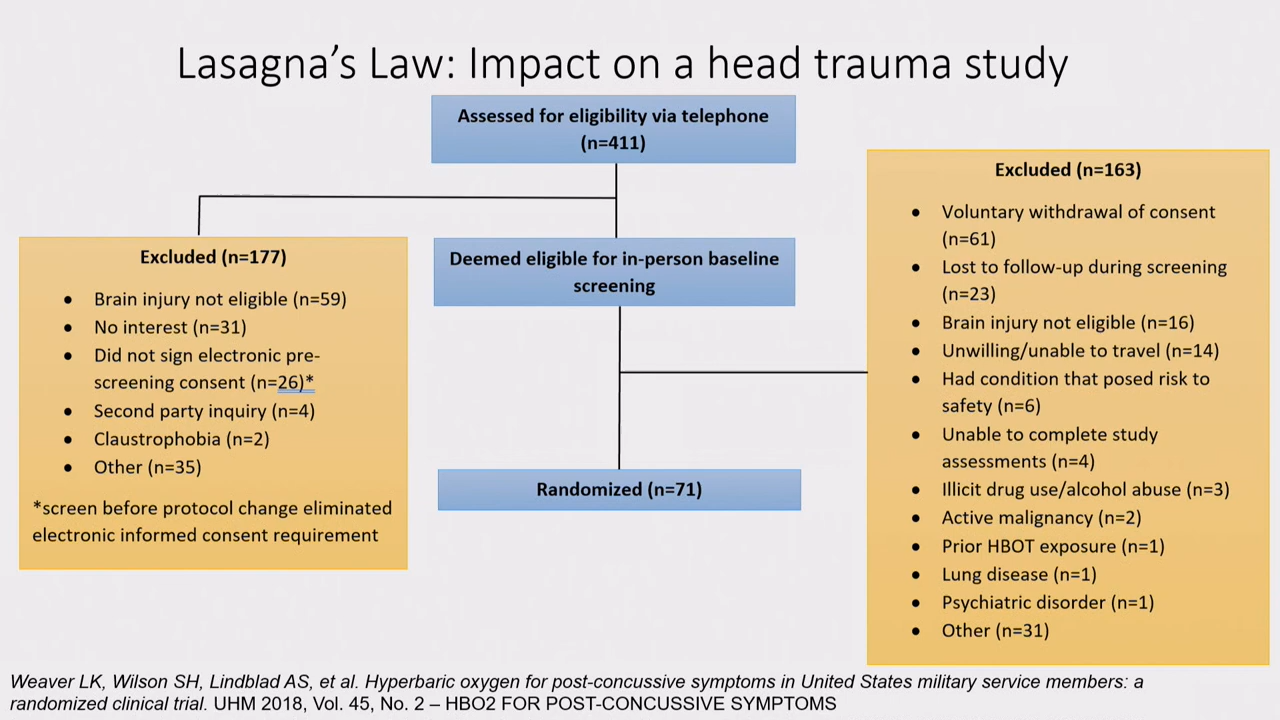 Lasagna’s Law: Impact on a head trauma study
Assessed for eligibility via telephone
(n=411)
Excluded (n=177)
• Brain injury not eligible (n=59)
• No interest (n=31)
• Did not sign electronic pre-
screening consent (n=26)*
• Second party inquiry (n=4)
• Claustrophobia (n=2)
• Other (n=35)
*screen before protocol change eliminated
electronic informed consent requirement
Deemed eligible for in-person baseline
screening
Excluded (n=163)
• Voluntary withdrawal of consent
(n=61)
• Lost to follow-up during screening
(n=23)
• Brain injury not eligible (n=16)
• Unwilling/unable to travel (n=14)
• Had condition that posed risk to
safety (n=6)
• Unable to complete study
assessments (n=4)
• Illicit drug use/alcohol abuse (n=3)
• Active malignancy (n=2)
• Prior HBOT exposure (n=1)
• Lung disease (n=1)
• Psychiatric disorder (n=1)
• Other (n=31)
Randomized (n=71)
Weaver LK, Wilson SH, Lindblad AS, et al. Hyperbaric oxygen for post-concussive symptoms in United States military service members: a
randomized clinical trial. UHM 2018, Vol. 45, No. 2 – HBO2 FOR POST-CONCUSSIVE SYMPTOMS